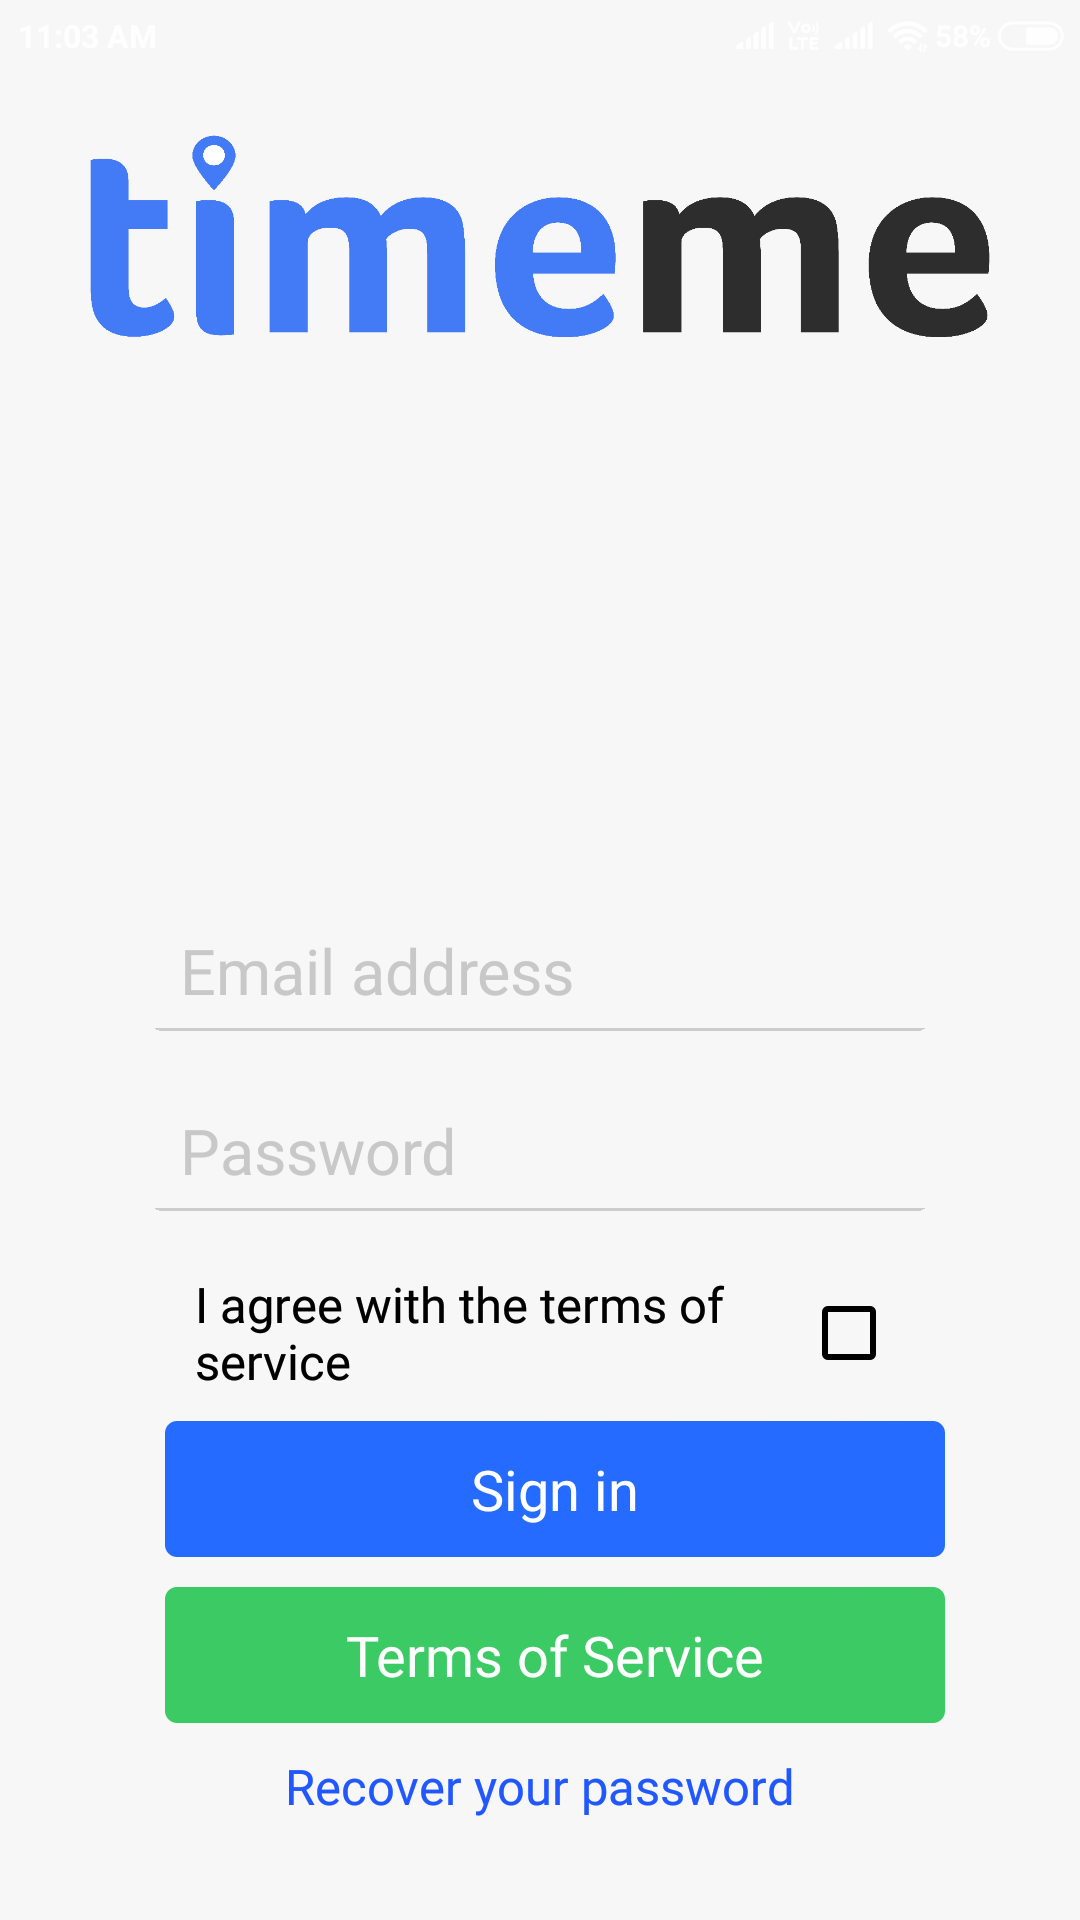 11:03 AM VoLTE 58%
timeme
Email address
Password
I agree with the terms of
service
Sign in
Terms of Service
Recover your password